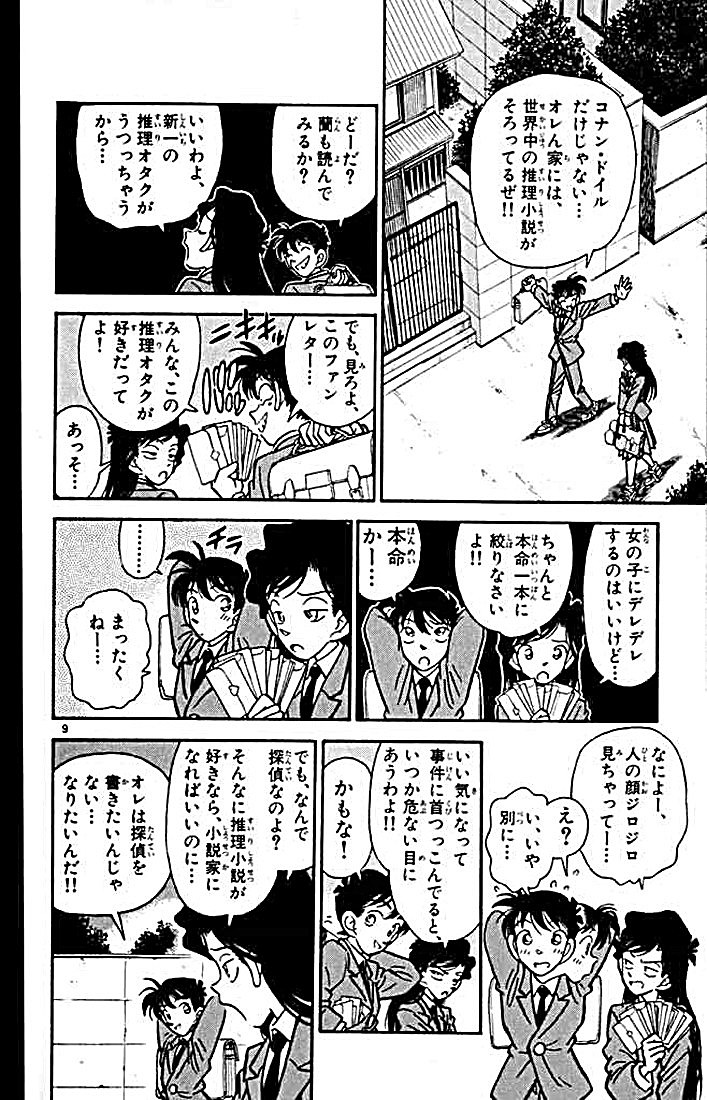 コナン・ドイル
だけじゃない…
オレん家には、
世界中の推理小説が
そろってるぜ!!
どーだ?
蘭も読んで
みるか?
いいわよ、
新一の
推理オタクが
うつっちゃう
から…
でも、見ろよ、
このファン
レター…
みんな、この
推理オタクが
好きだって
よ!
あっそ…
女の子にデレデレ
するのはいいけど…
ちゃんと
本命一本に
絞りなさい
よ!!
本命
かー…
チラ
………
まったく
ねー…
なによー、
人の顔ジロジロ
見ちゃって―…
え?
い、いや
別に…
いい気になって
事件に首つっこんでると、
いつか危ない目に
あうわよ!!
かもな!
でも、なんで
探偵なのよ?
そんなに推理小説が
好きなら、小説家に
なればいいのに…
オレは探偵を
書きたいんじゃ
ない…
なりたいんだ!!
9